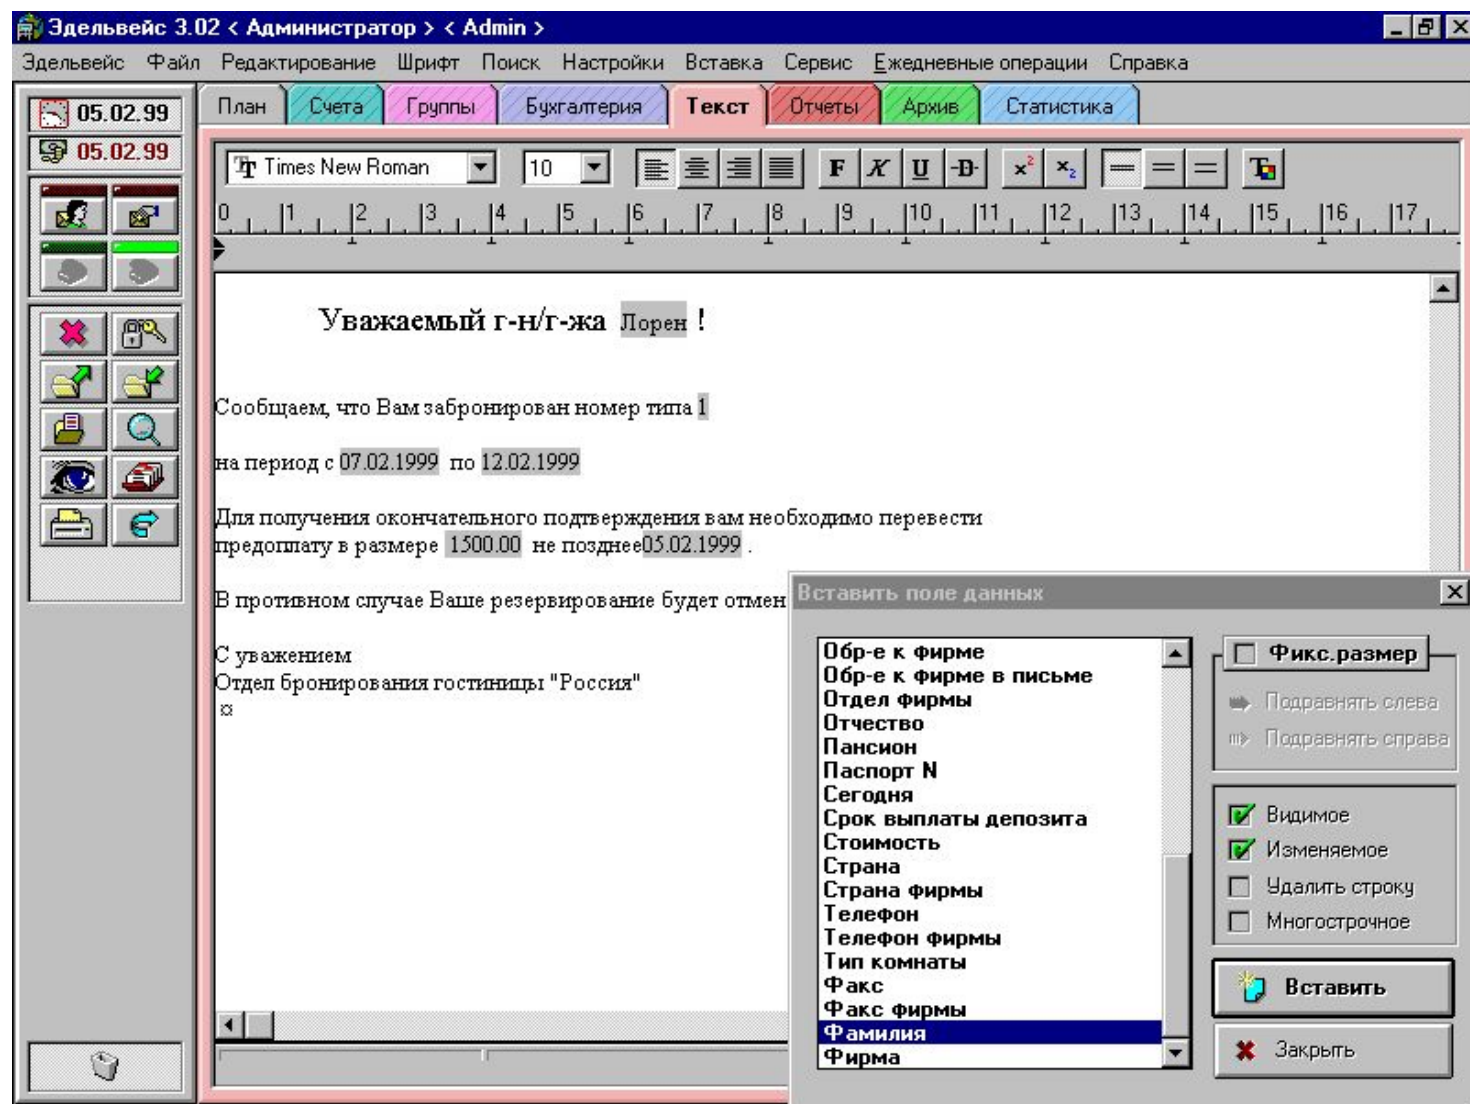 Эдельвейс 3.02 < Администратор > < Admin >
Эдельвейс Файл Редактирование Шрифт Поиск Настройки Вставка Сервис Ежедневные операции Справка
05.02.99
05.02.99
План Счета Группы Бухгалтерия Текст Отчеты Архив Статистика
Times New Roman 10 F K U -D- x² x₂
0 1 2 3 4 5 6 7 8 9 10 11 12 13 14 15 16 17
Уважаемый г-н/г-жа Лорен !
Сообщаем, что Вам забронирован номер типа 1
на период с 07.02.1999 по 12.02.1999
Для получения окончательного подтверждения вам необходимо перевести
предоплату в размере 1500.00 не позднее05.02.1999 .
В противном случае Ваше резервирование будет отмен
С уважением
Отдел бронирования гостиницы "Россия"
¤
Вставить поле данных
Обр-е к фирме
Обр-е к фирме в письме
Отдел фирмы
Отчество
Пансион
Паспорт N
Сегодня
Срок выплаты депозита
Стоимость
Страна
Страна фирмы
Телефон
Телефон фирмы
Тип комнаты
Факс
Факс фирмы
Фамилия
Фирма
Фикс.размер
Подравнять слева
Подравнять справа
Видимое
Изменяемое
Удалить строку
Многострочное
Вставить
Закрыть